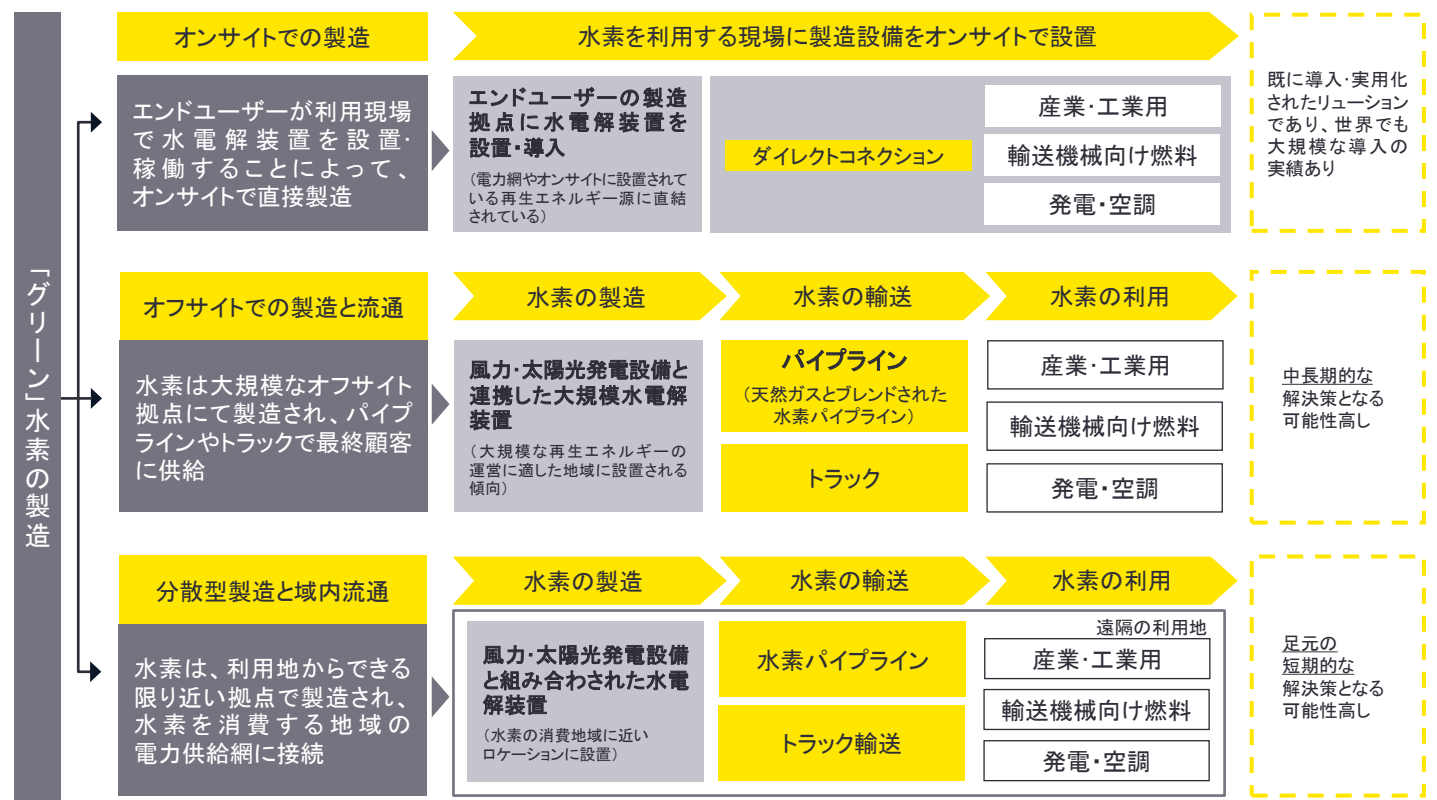 「グリーン」水素の製造
オンサイトでの製造
水素を利用する現場に製造設備をオンサイトで設置
エンドユーザーが利用現場
で水電解装置を設置・
稼働することによって、
オンサイトで直接製造
エンドユーザーの製造
拠点に水電解装置を
設置・導入
（電力網やオンサイトに設置されて
いる再生エネルギー源に直結
されている）
ダイレクトコネクション
産業・工業用
輸送機械向け燃料
発電・空調
既に導入・実用化
されたリューション
であり、世界でも
大規模な導入の
実績あり
オフサイトでの製造と流通
水素の製造
水素の輸送
水素の利用
水素は大規模なオフサイト
拠点にて製造され、パイプ
ラインやトラックで最終顧客
に供給
風力・太陽光発電設備と
連携した大規模水電解
装置
（大規模な再生エネルギーの
運営に適した地域に設置される
傾向）
パイプライン
（天然ガスとブレンドされた
水素パイプライン）
トラック
産業・工業用
輸送機械向け燃料
発電・空調
中長期的な
解決策となる
可能性高し
分散型製造と域内流通
水素の製造
水素の輸送
水素の利用
水素は、利用地からできる
限り近い拠点で製造され、
水素を消費する地域の
電力供給網に接続
風力・太陽光発電設備
と組み合わされた水電
解装置
（水素の消費地域に近い
ロケーションに設置）
水素パイプライン
トラック輸送
遠隔の利用地
産業・工業用
輸送機械向け燃料
発電・空調
足元の
短期的な
解決策となる
可能性高し